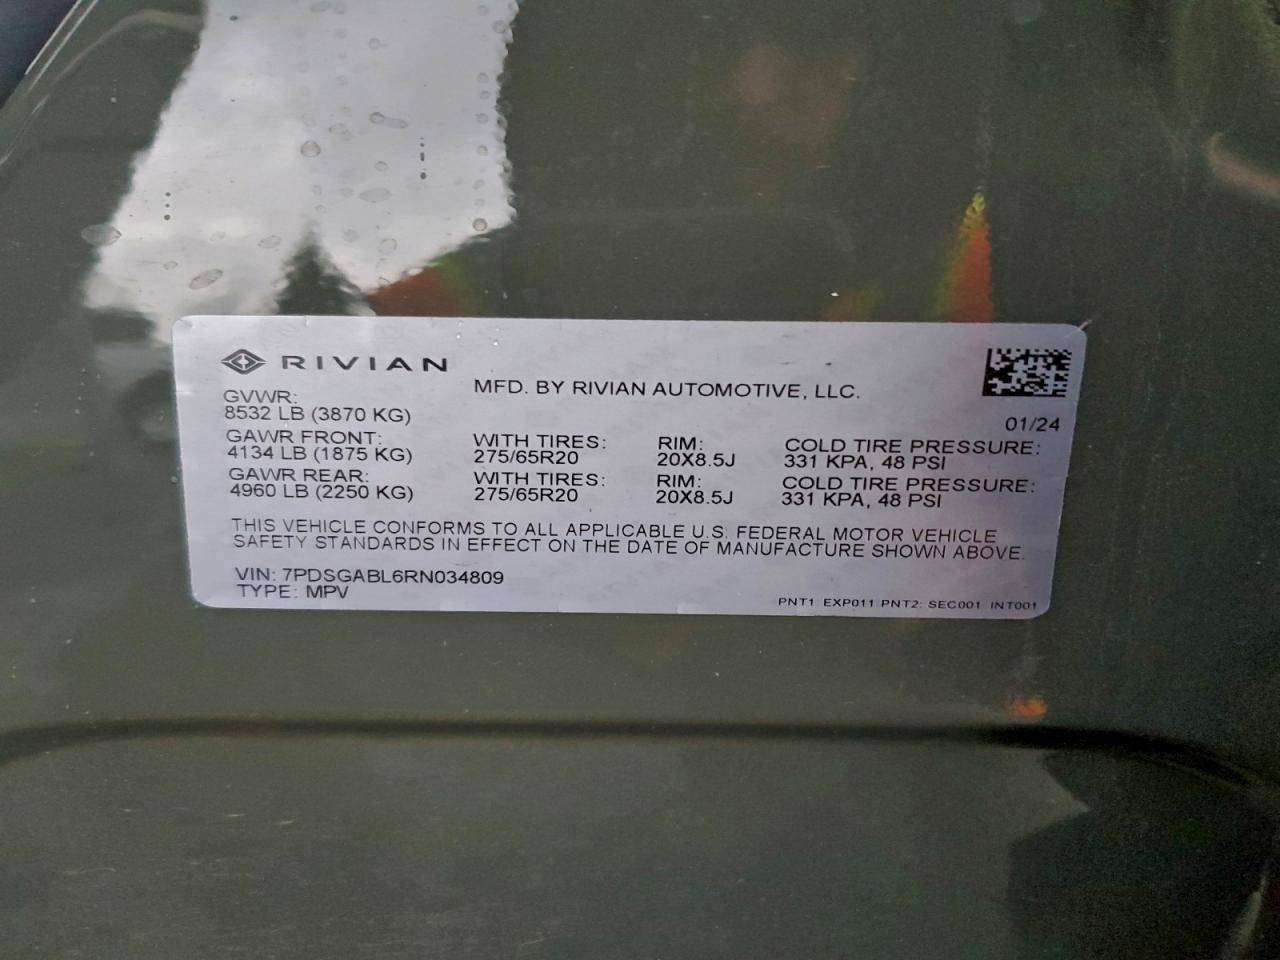 RIVIAN
MFD. BY RIVIAN AUTOMOTIVE, LLC.
GVWR:
8532 LB (3870 KG)
01/24
GAWR FRONT: WITH TIRES: RIM: COLD TIRE PRESSURE:
4134 LB (1875 KG) 275/65R20 20X8.5J 331 KPA, 48 PSI
GAWR REAR: WITH TIRES: RIM: COLD TIRE PRESSURE:
4960 LB (2250 KG) 275/65R20 20X8.5J 331 KPA, 48 PSI
THIS VEHICLE CONFORMS TO ALL APPLICABLE U.S. FEDERAL MOTOR VEHICLE
SAFETY STANDARDS IN EFFECT ON THE DATE OF MANUFACTURE SHOWN ABOVE.
VIN: 7PDSGABL6RN034809
TYPE: MPV
PNT1 EXP011 PNT2: SEC001 INT001